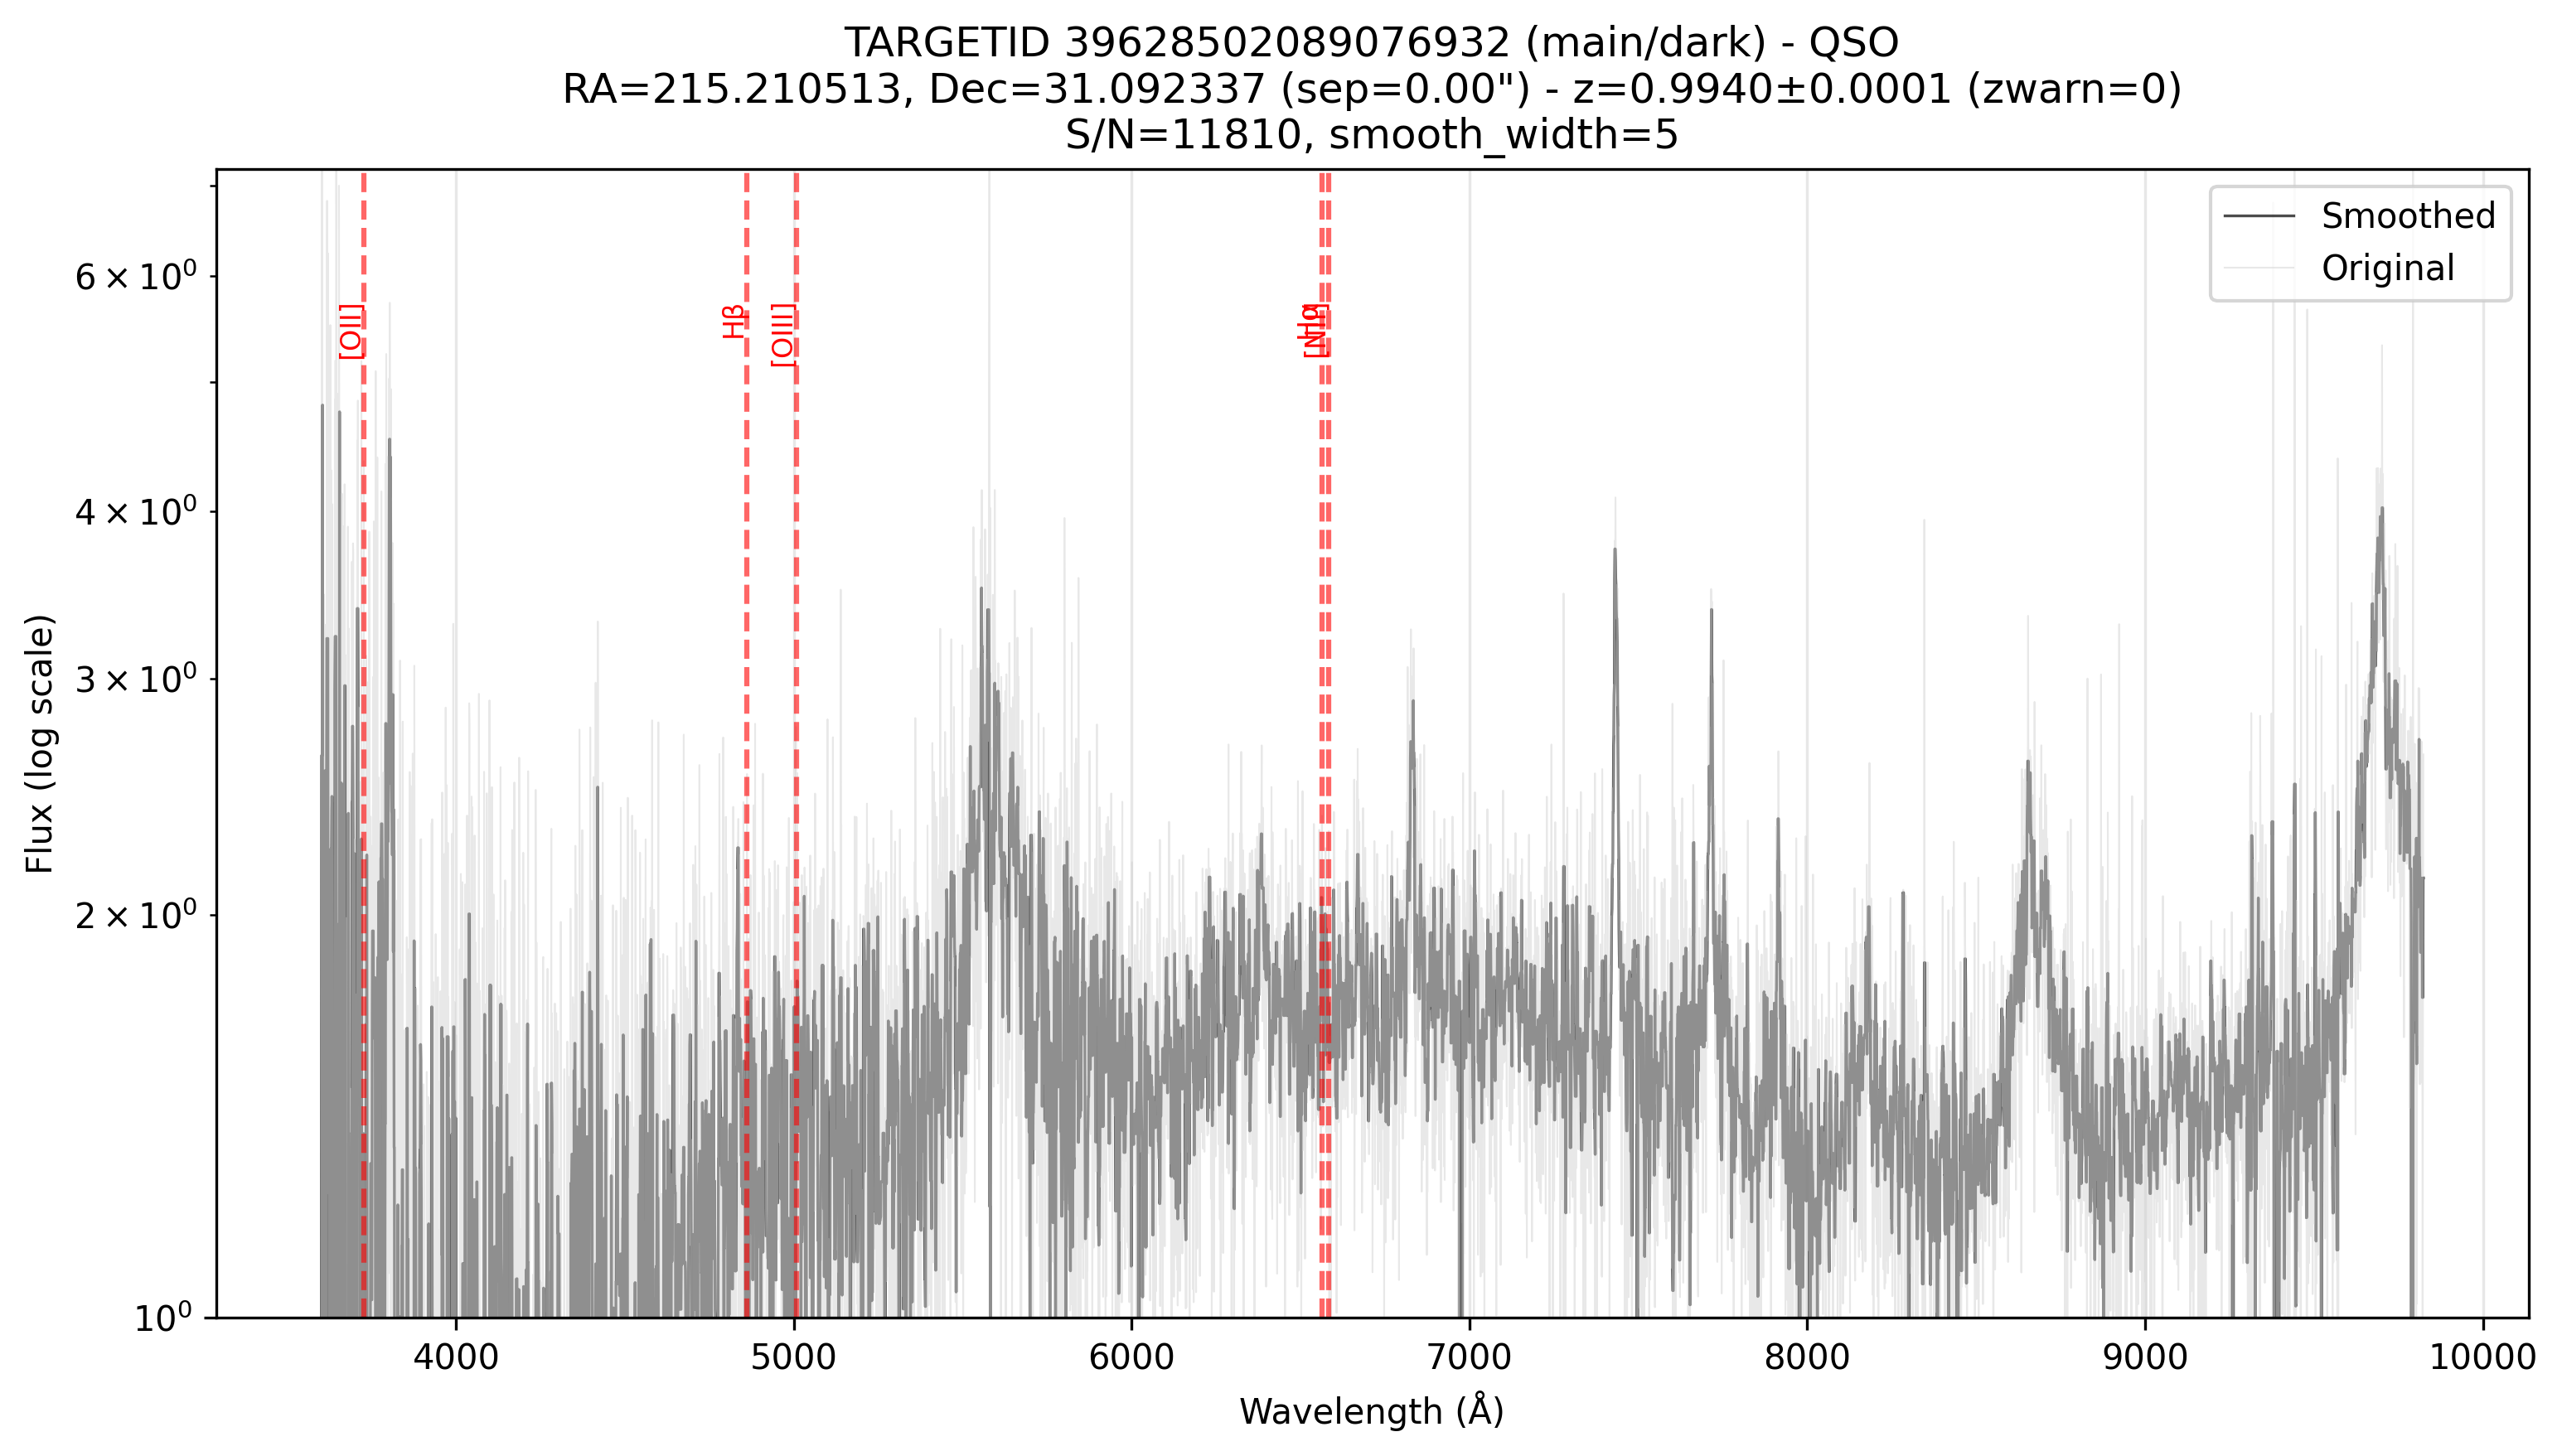 TARGETID 39628502089076932 (main/dark) - QSO
RA=215.210513, Dec=31.092337 (sep=0.00") - z=0.9940±0.0001 (zwarn=0)
S/N=11810, smooth_width=5
Smoothed
Original
[OII]
Hβ
[OIII]
Hα
[NII]
6 × 10⁰
4 × 10⁰
3 × 10⁰
2 × 10⁰
10⁰
Flux (log scale)
4000 5000 6000 7000 8000 9000 10000
Wavelength (Å)